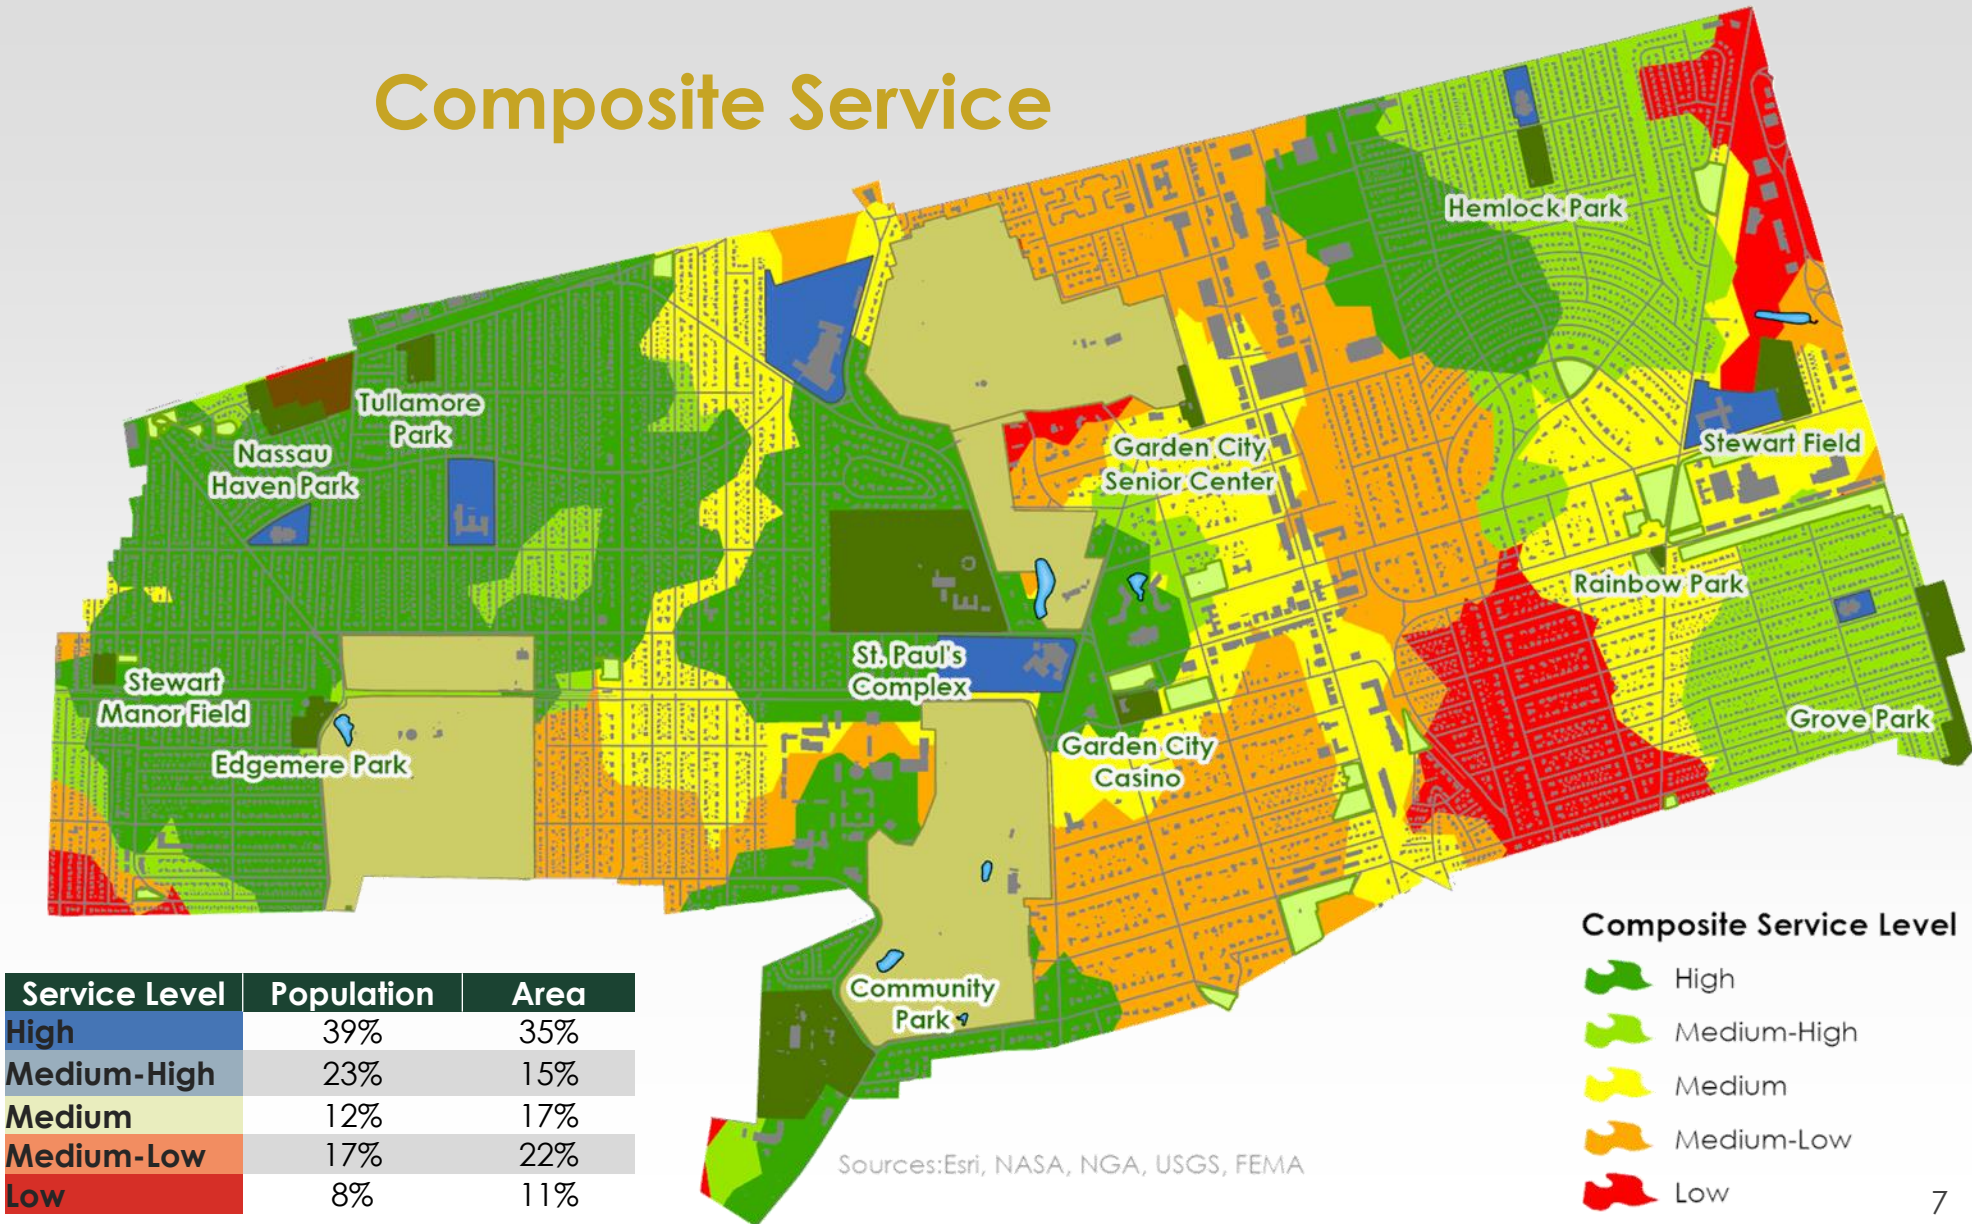 Composite Service
Hemlock Park
Tullamore
Park
Nassau
Haven Park
Garden City
Senior Center
Stewart Field
Rainbow Park
St. Paul's
Complex
Stewart
Manor Field
Edgemere Park
Grove Park
Garden City
Casino
Community
Park
Service Level Population Area
High 39% 35%
Medium-High 23% 15%
Medium 12% 17%
Medium-Low 17% 22%
Low 8% 11%
Composite Service Level
High
Medium-High
Medium
Medium-Low
Low
Sources:Esri, NASA, NGA, USGS, FEMA
7